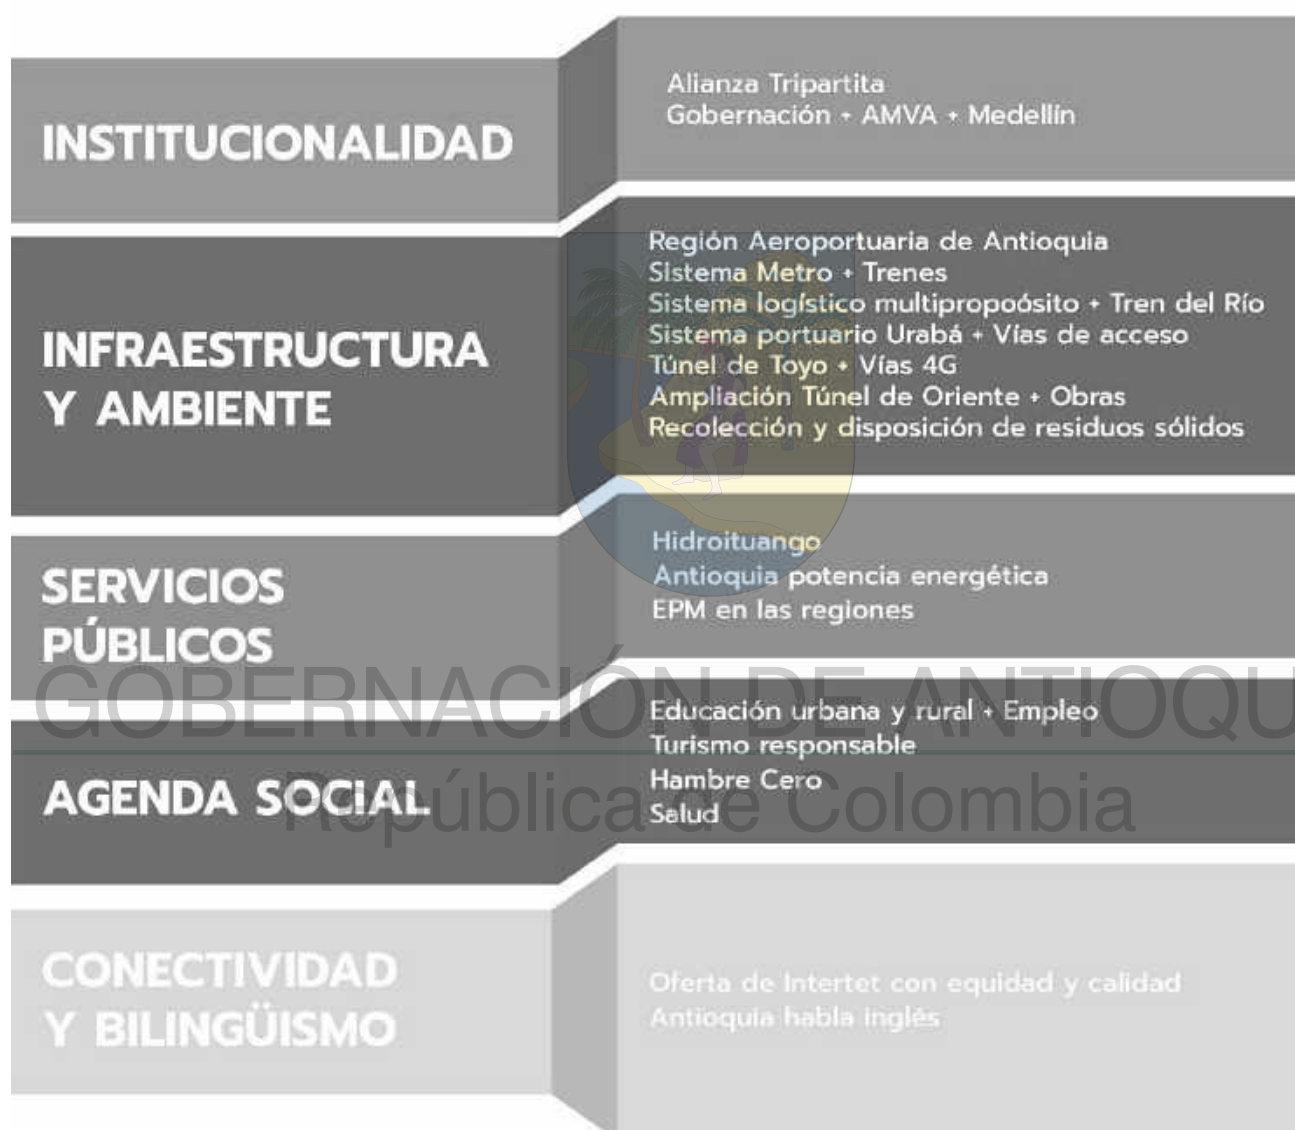 INSTITUCIONALIDAD
Alianza Tripartita
Gobernación + AMVA + Medellín
INFRAESTRUCTURA
Y AMBIENTE
Región Aeroportuaria de Antioquia
Sistema Metro + Trenes
Sistema logístico multipropoósito + Tren del Río
Sistema portuario Urabá + Vías de acceso
Túnel de Toyo + Vías 4G
Ampliación Túnel de Oriente + Obras
Recolección y disposición de residuos sólidos
SERVICIOS
PÚBLICOS
Hidroituango
Antioquia potencia energética
EPM en las regiones
GOBERNACIÓN DE ANTIOQU
República de Colombia
AGENDA SOCIAL
Educación urbana y rural + Empleo
Turismo responsable
Hambre Cero
Salud
CONECTIVIDAD
Y BILINGÜISMO
Oferta de Intertet con equidad y calidad
Antioquia habla inglés